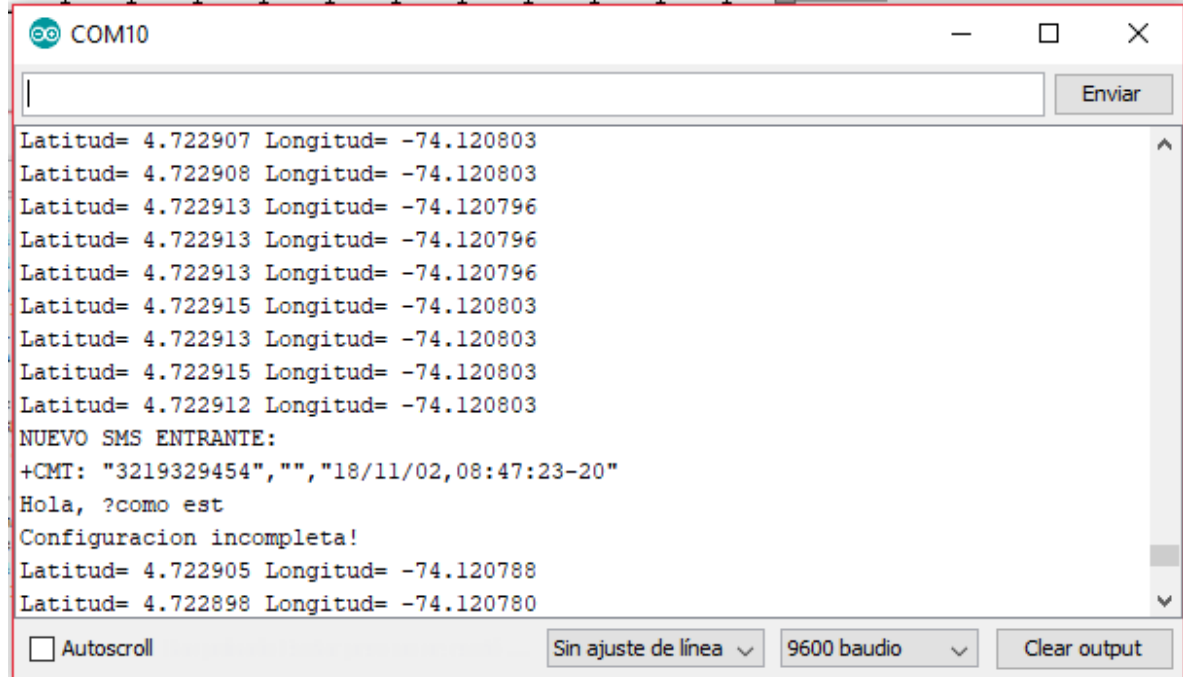 COM10
Enviar
Latitud= 4.722907 Longitud= -74.120803
Latitud= 4.722908 Longitud= -74.120803
Latitud= 4.722913 Longitud= -74.120796
Latitud= 4.722913 Longitud= -74.120796
Latitud= 4.722913 Longitud= -74.120796
Latitud= 4.722915 Longitud= -74.120803
Latitud= 4.722913 Longitud= -74.120803
Latitud= 4.722915 Longitud= -74.120803
Latitud= 4.722912 Longitud= -74.120803
NUEVO SMS ENTRANTE:
+CMT: "3219329454","","18/11/02,08:47:23-20"
Hola, ?como est
Configuracion incompleta!
Latitud= 4.722905 Longitud= -74.120788
Latitud= 4.722898 Longitud= -74.120780
Autoscroll Sin ajuste de línea 9600 baudio Clear output